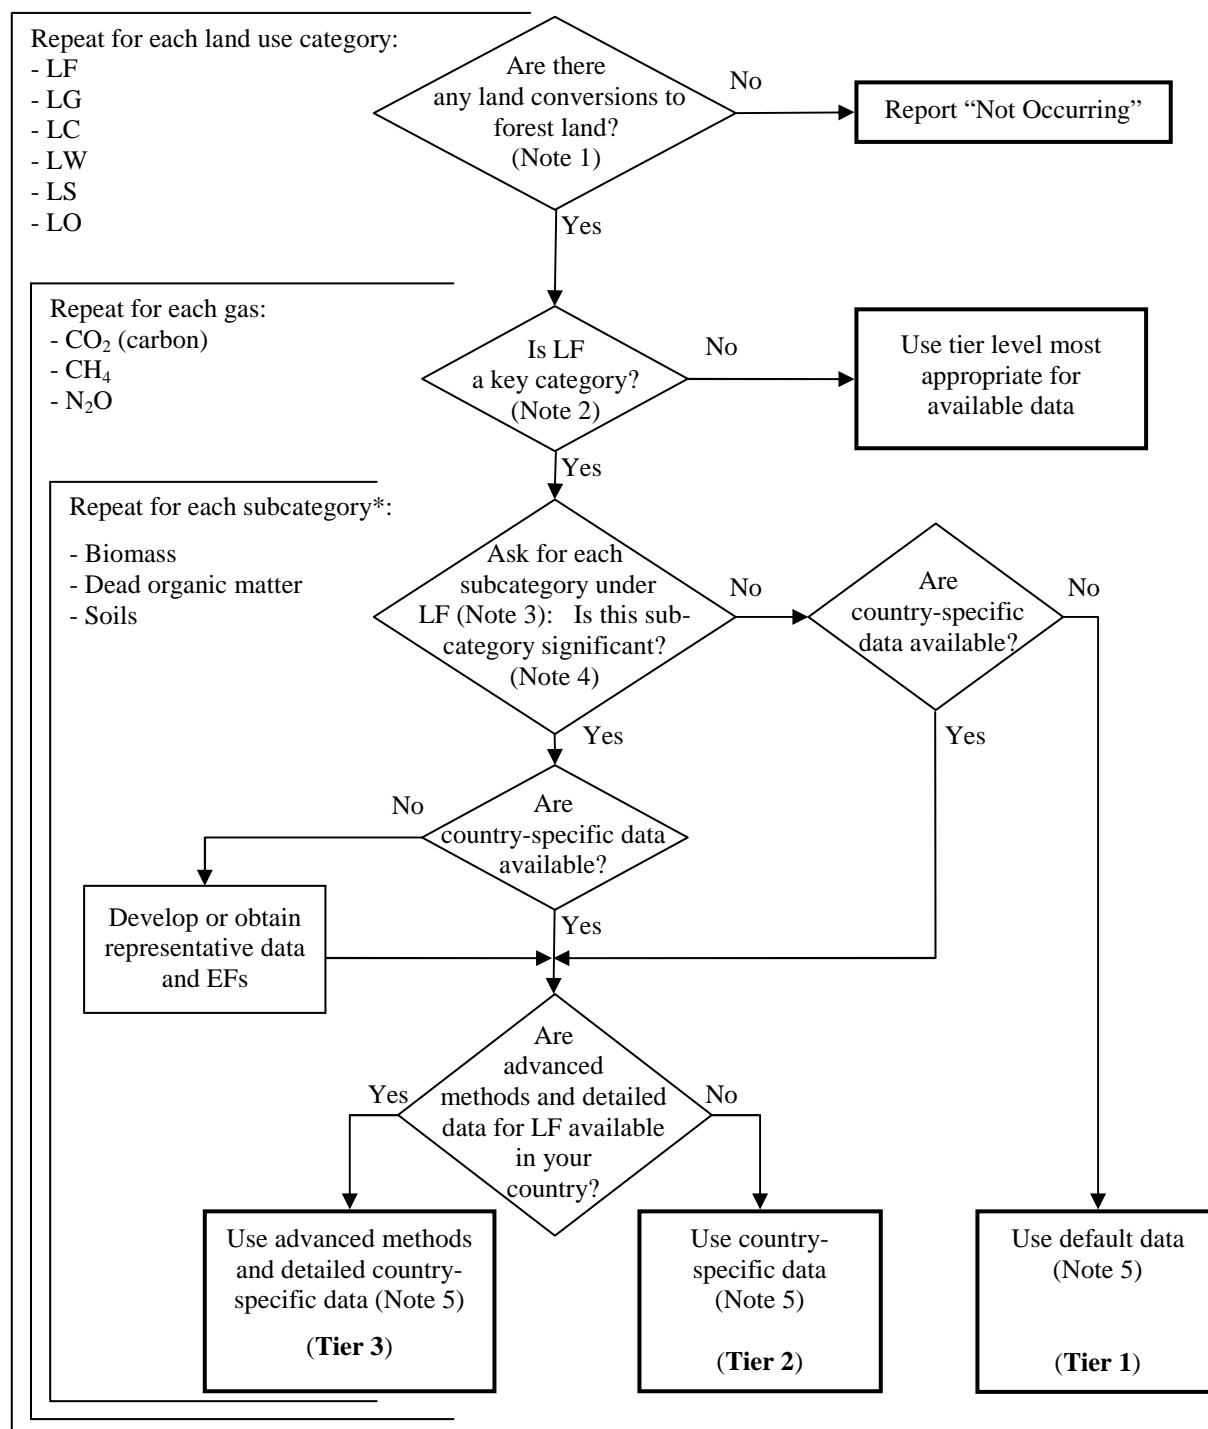 Repeat for each land use category:
- LF
- LG
- LC
- LW
- LS
- LO
Are there
any land conversions to
forest land?
(Note 1)
No
Report “Not Occurring”
Yes
Repeat for each gas:
- CO₂ (carbon)
- CH₄
- N₂O
Is LF
a key category?
(Note 2)
No
Use tier level most
appropriate for
available data
Yes
Repeat for each subcategory*:
- Biomass
- Dead organic matter
- Soils
Ask for each
subcategory under
LF (Note 3): Is this sub-
category significant?
(Note 4)
No
Are
country-specific
data available?
No
Yes
Yes
Are
country-specific data
available?
No
Develop or obtain
representative data
and EFs
Yes
Are
advanced
methods and detailed
data for LF available
in your
country?
Yes
No
Use advanced methods
and detailed country-
specific data (Note 5)
(Tier 3)
Use country-
specific data
(Note 5)
(Tier 2)
Use default data
(Note 5)
(Tier 1)